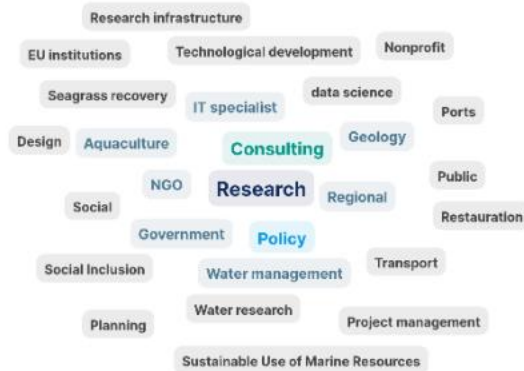 Research infrastructure
EU institutions
Technological development
Nonprofit
Seagrass recovery
IT specialist
data science
Ports
Design
Aquaculture
Consulting
Geology
NGO
Research
Regional
Public
Social
Restauration
Government
Policy
Social Inclusion
Water management
Transport
Planning
Water research
Project management
Sustainable Use of Marine Resources